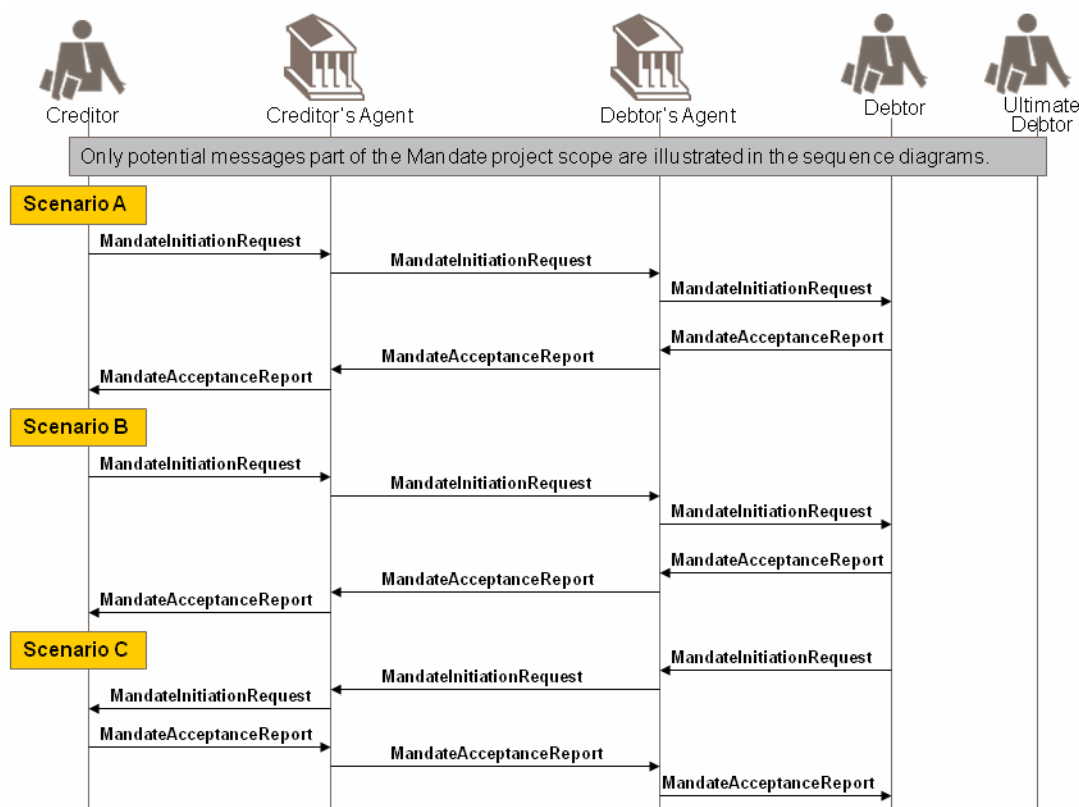 Creditor
Creditor's Agent
Debtor's Agent
Debtor
Ultimate
Debtor
Only potential messages part of the Mandate project scope are illustrated in the sequence diagrams.
Scenario A
MandateInitiationRequest
MandateInitiationRequest
MandateInitiationRequest
MandateAcceptanceReport
MandateAcceptanceReport
MandateAcceptanceReport
Scenario B
MandateInitiationRequest
MandateInitiationRequest
MandateInitiationRequest
MandateAcceptanceReport
MandateAcceptanceReport
MandateAcceptanceReport
Scenario C
MandateInitiationRequest
MandateInitiationRequest
MandateInitiationRequest
MandateAcceptanceReport
MandateAcceptanceReport
MandateAcceptanceReport